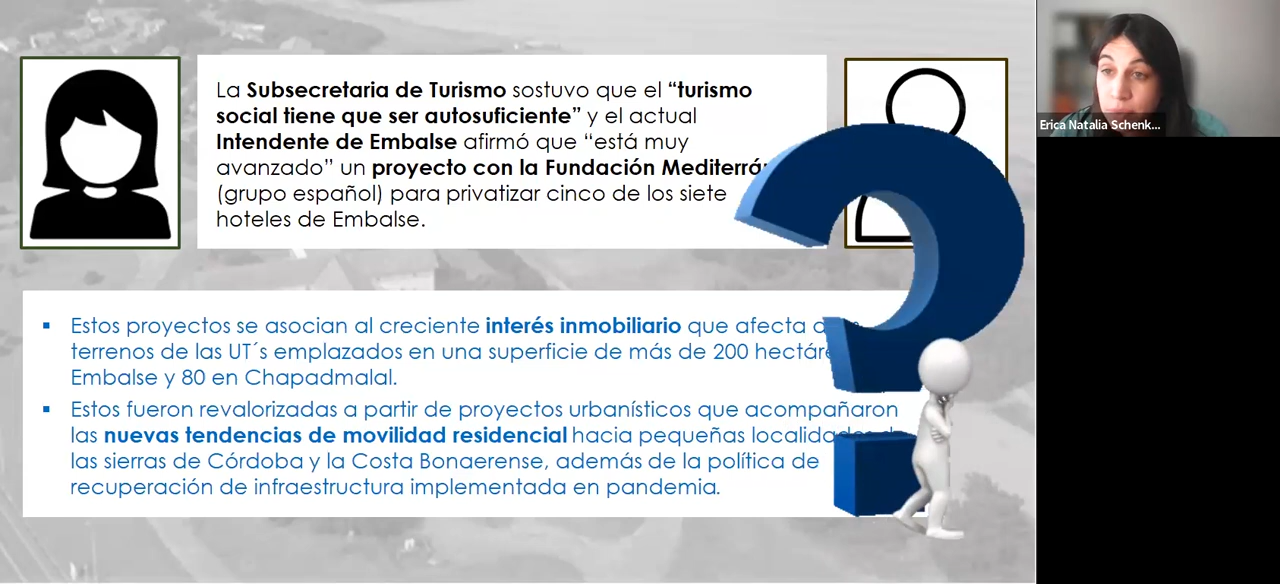 La Subsecretaria de Turismo sostuvo que el “turismo
social tiene que ser autosuficiente” y el actual
Intendente de Embalse afirmó que “está muy
avanzado” un proyecto con la Fundación
(grupo español) para privatizar cinco de los siete
hoteles de Embalse.
▪ Estos proyectos se asocian al creciente interés inmobiliario que afecta
terrenos de las UT´s emplazados en una superficie de más de 200
Embalse y 80 en Chapadmalal.
▪ Estos fueron revalorizadas a partir de proyectos urbanísticos que acompañaron
las nuevas tendencias de movilidad residencial hacia pequeñas
las sierras de Córdoba y la Costa Bonaerense, además de la política de
recuperación de infraestructura implementada en pandemia.
Erica Natalia Schenk...